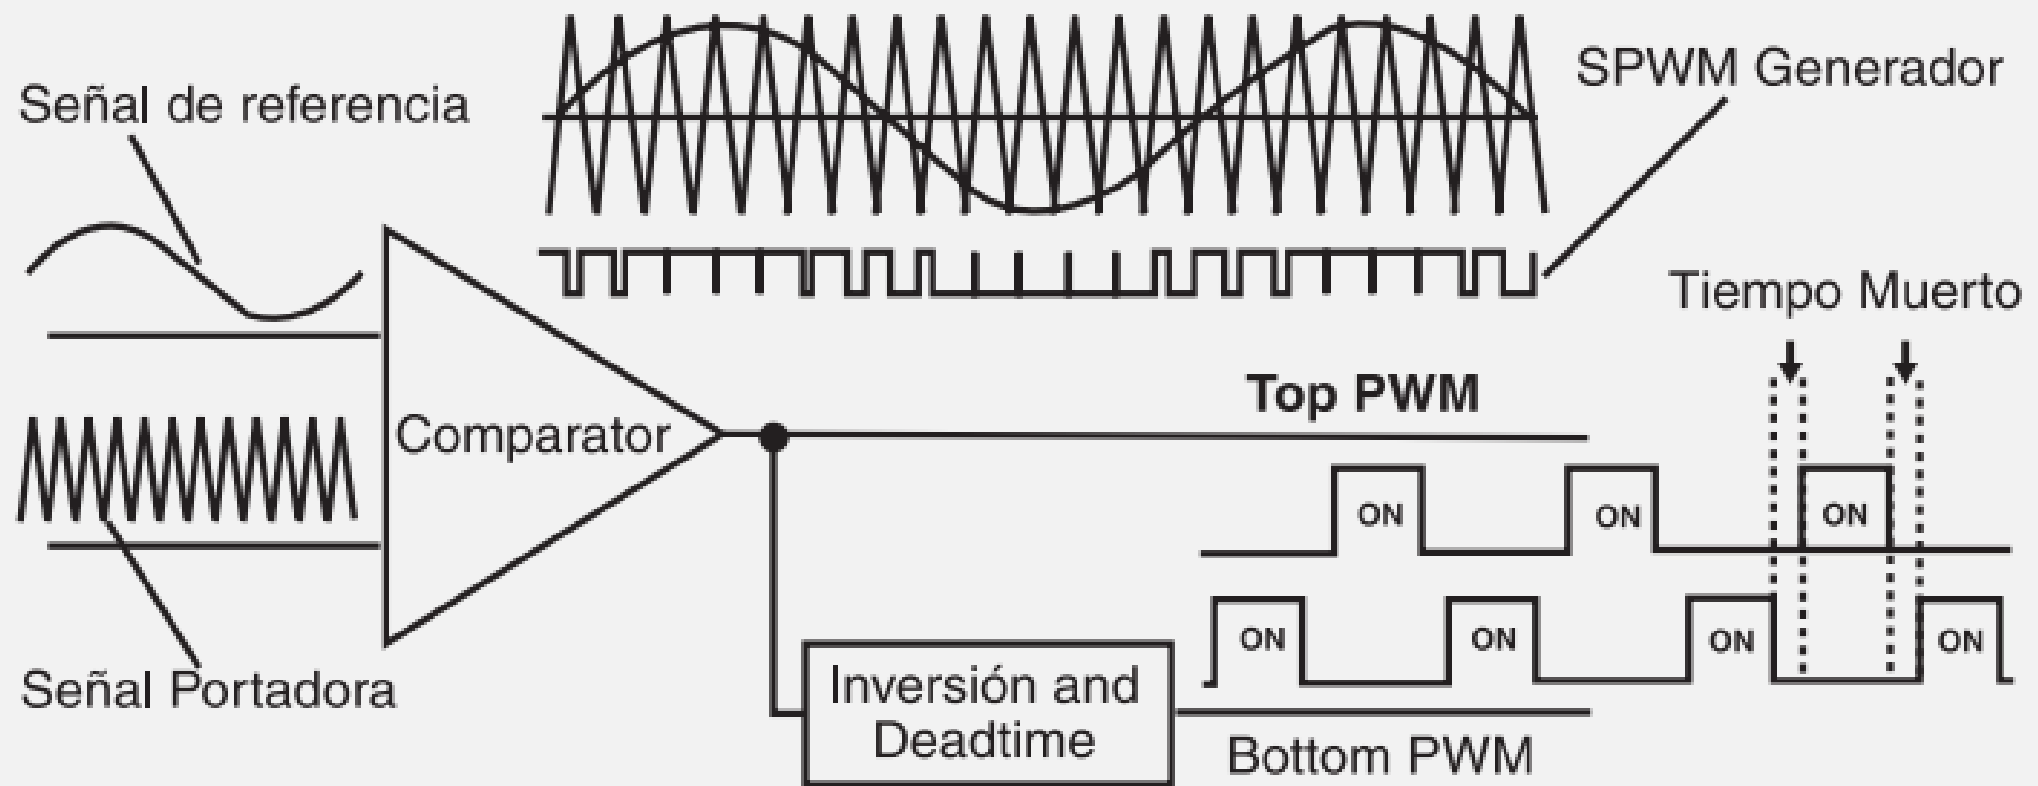 SPWM Generador
Señal de referencia
Tiempo Muerto
Top PWM
Comparator
ON
ON
ON
ON
ON
ON
ON
Señal Portadora
Inversión and
Deadtime
Bottom PWM